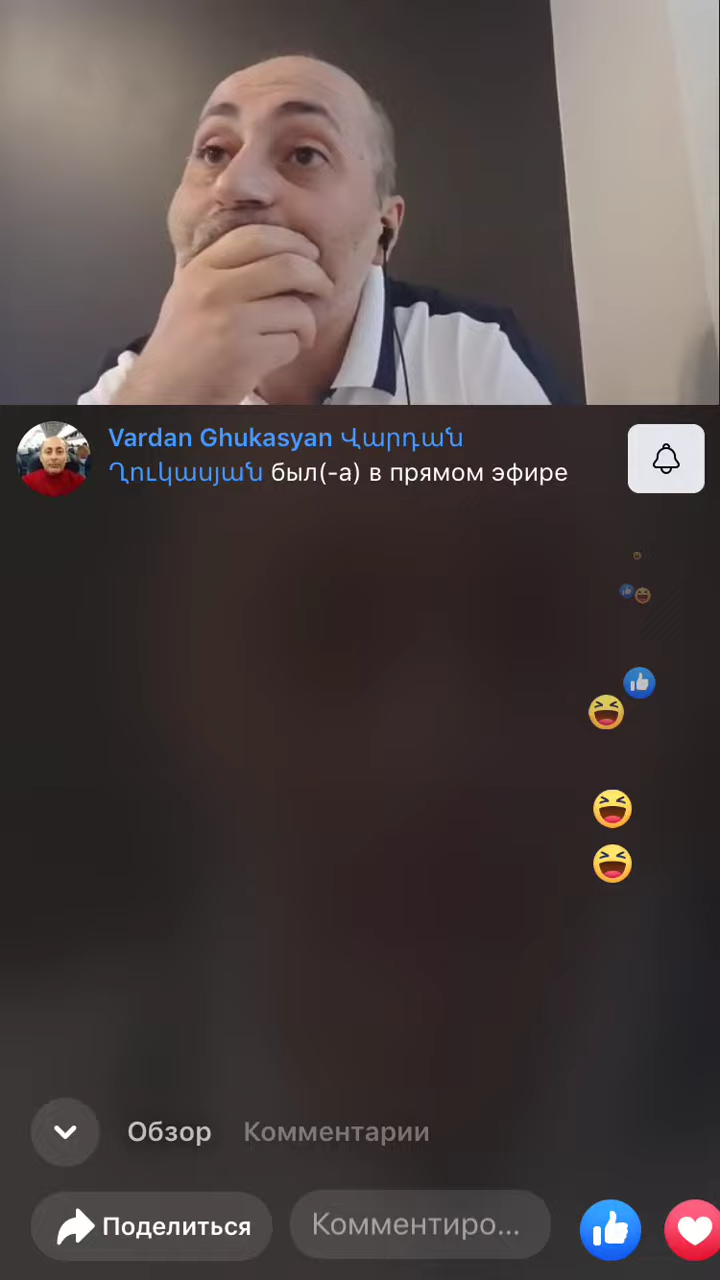 Vardan Ghukasyan Վարդան
Ղուկասյան был(-а) в прямом эфире
Обзор Комментарии
Поделиться Комментиро...